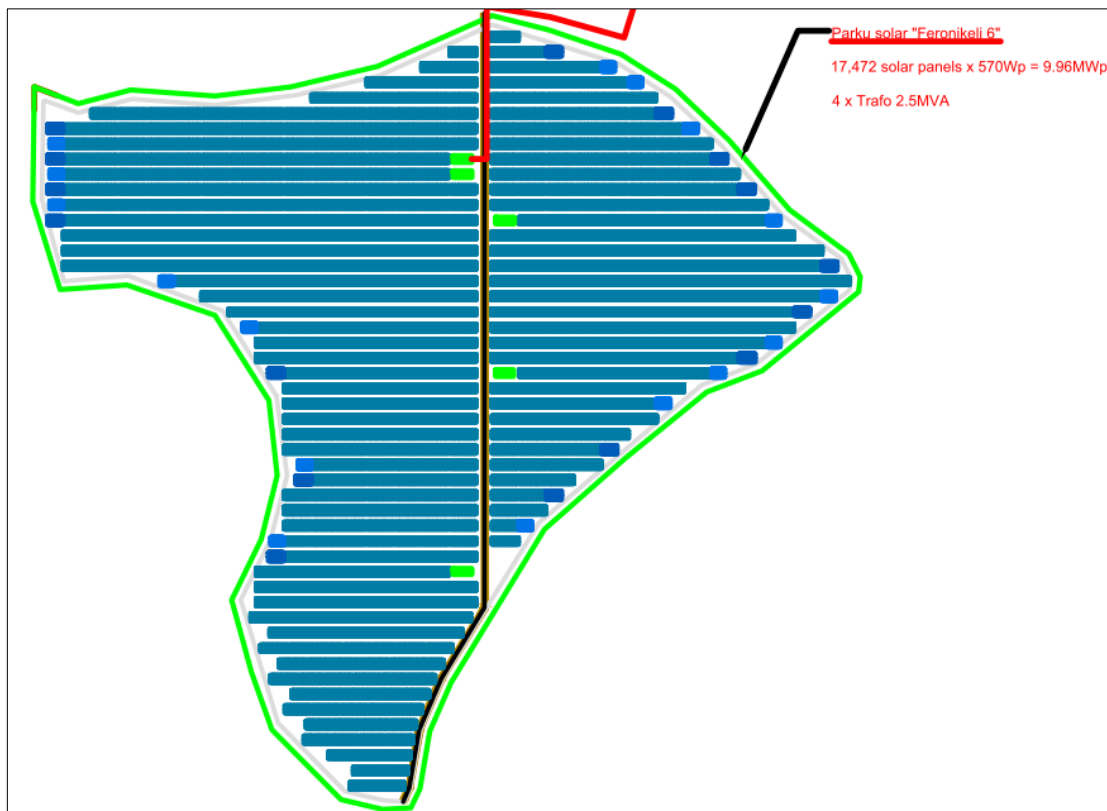 Parku solar "Feronikeli 6"
17,472 solar panels x 570Wp = 9.96MWp
4 x Trafo 2.5MVA